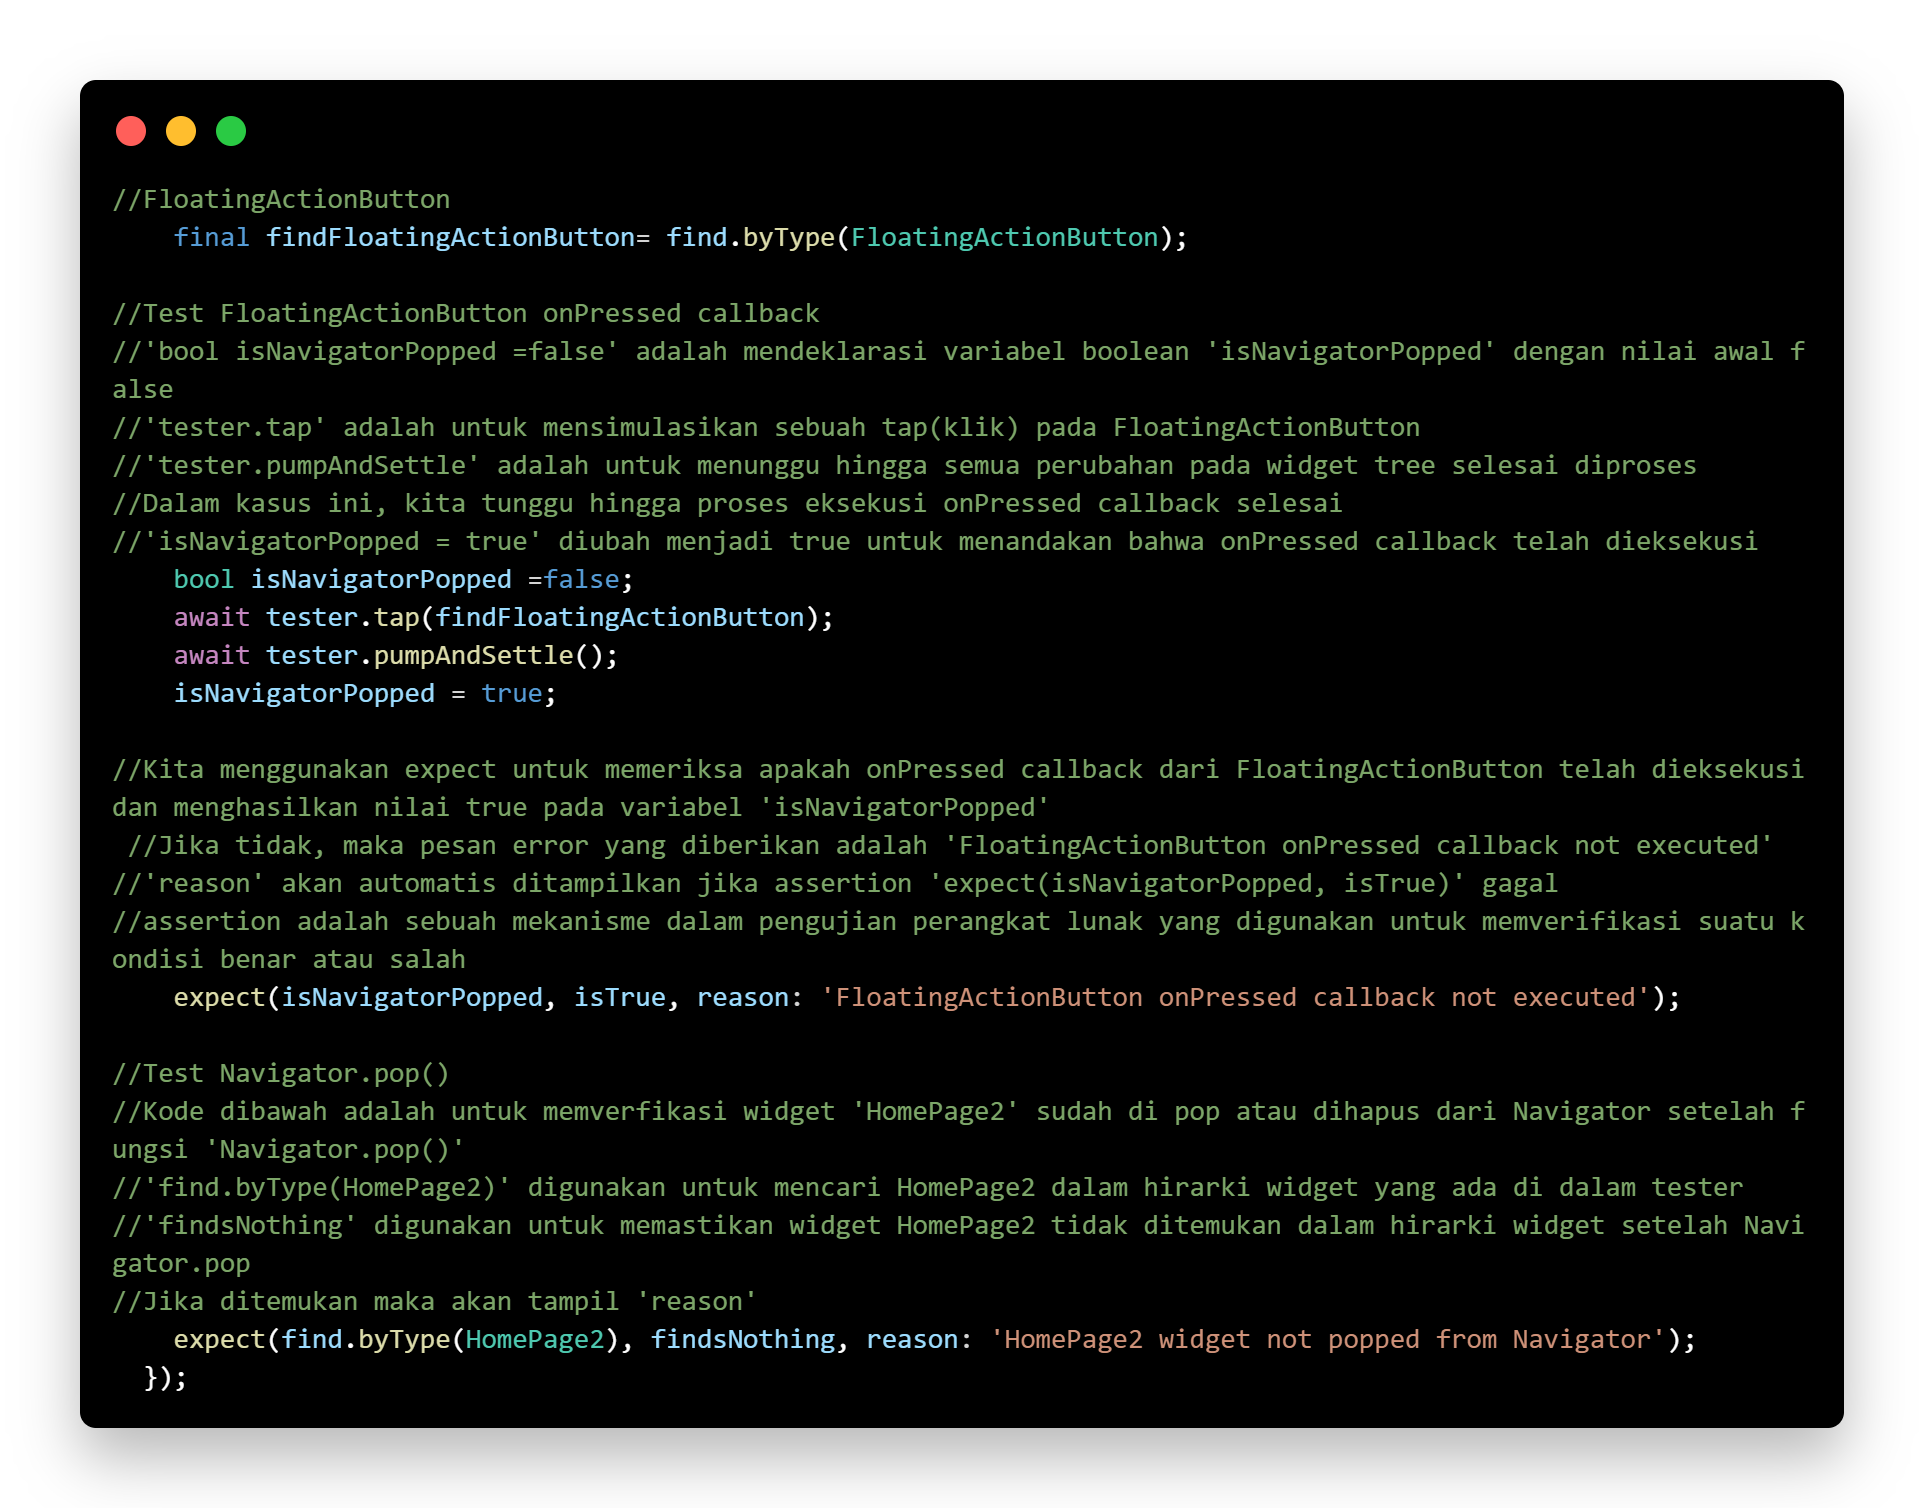 //FloatingActionButton
    final findFloatingActionButton= find.byType(FloatingActionButton);

//Test FloatingActionButton onPressed callback
//'bool isNavigatorPopped =false' adalah mendeklarasi variabel boolean 'isNavigatorPopped' dengan nilai awal f
alse
//'tester.tap' adalah untuk mensimulasikan sebuah tap(klik) pada FloatingActionButton
//'tester.pumpAndSettle' adalah untuk menunggu hingga semua perubahan pada widget tree selesai diproses
//Dalam kasus ini, kita tunggu hingga proses eksekusi onPressed callback selesai
//'isNavigatorPopped = true' diubah menjadi true untuk menandakan bahwa onPressed callback telah dieksekusi
    bool isNavigatorPopped =false;
    await tester.tap(findFloatingActionButton);
    await tester.pumpAndSettle();
    isNavigatorPopped = true;

//Kita menggunakan expect untuk memeriksa apakah onPressed callback dari FloatingActionButton telah dieksekusi
dan menghasilkan nilai true pada variabel 'isNavigatorPopped'
 //Jika tidak, maka pesan error yang diberikan adalah 'FloatingActionButton onPressed callback not executed'
//'reason' akan automatis ditampilkan jika assertion 'expect(isNavigatorPopped, isTrue)' gagal
//assertion adalah sebuah mekanisme dalam pengujian perangkat lunak yang digunakan untuk memverifikasi suatu k
ondisi benar atau salah
    expect(isNavigatorPopped, isTrue, reason: 'FloatingActionButton onPressed callback not executed');

//Test Navigator.pop()
//Kode dibawah adalah untuk memverfikasi widget 'HomePage2' sudah di pop atau dihapus dari Navigator setelah f
ungsi 'Navigator.pop()'
//'find.byType(HomePage2)' digunakan untuk mencari HomePage2 dalam hirarki widget yang ada di dalam tester
//'findsNothing' digunakan untuk memastikan widget HomePage2 tidak ditemukan dalam hirarki widget setelah Navi
gator.pop
//Jika ditemukan maka akan tampil 'reason'
    expect(find.byType(HomePage2), findsNothing, reason: 'HomePage2 widget not popped from Navigator');
  });